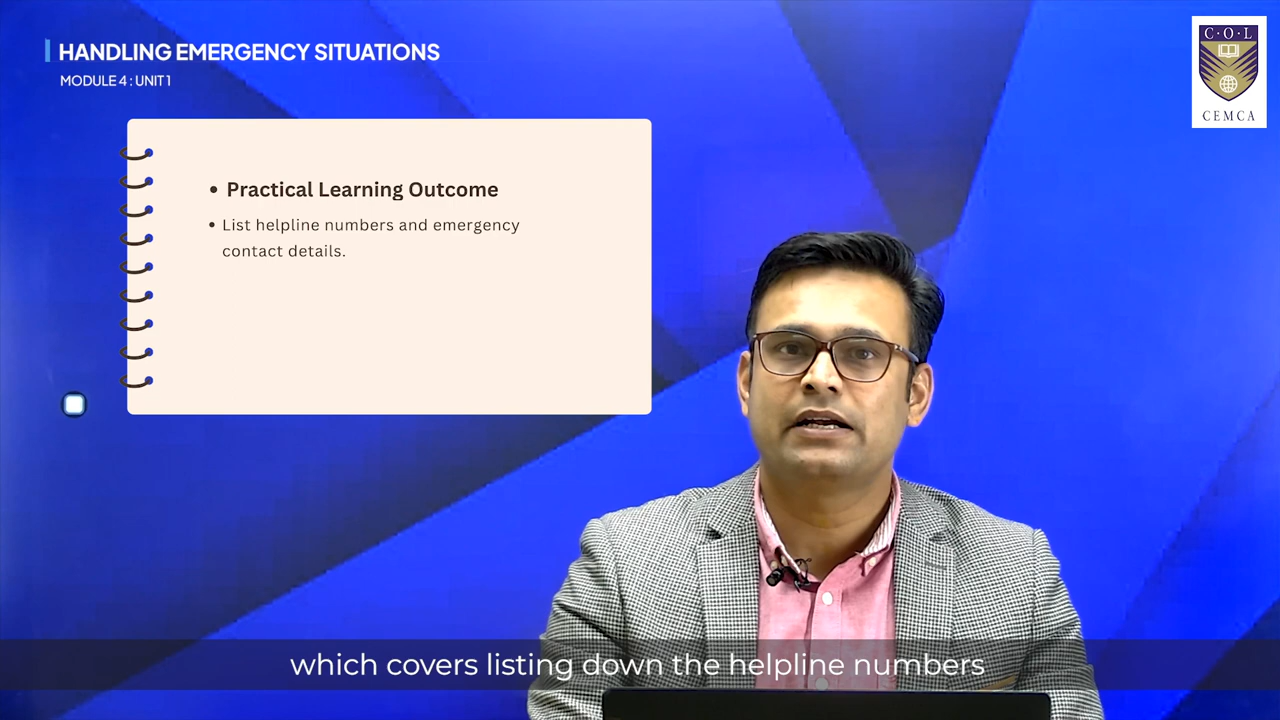 HANDLING EMERGENCY SITUATIONS
MODULE 4 : UNIT 1
C·O·L
CEMCA
• Practical Learning Outcome
• List helpline numbers and emergency
contact details.
which covers listing down the helpline numbers